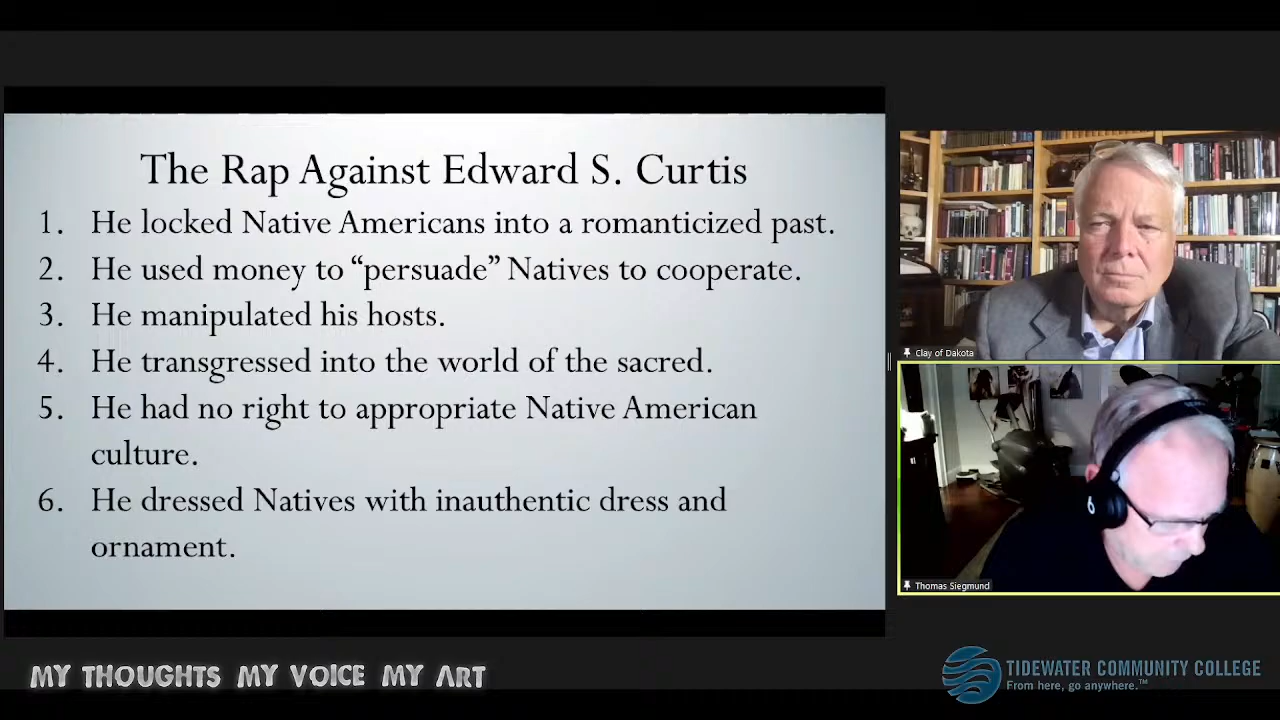 The Rap Against Edward S. Curtis
1. He locked Native Americans into a romanticized past.
2. He used money to “persuade” Natives to cooperate.
3. He manipulated his hosts.
4. He transgressed into the world of the sacred.
5. He had no right to appropriate Native American
culture.
6. He dressed Natives with inauthentic dress and
ornament.
Clay of Dakota
Thomas Siegmund
MY THOUGHTS MY VOICE MY ART
TIDEWATER COMMUNITY COLLEGE
From here, go anywhere.™